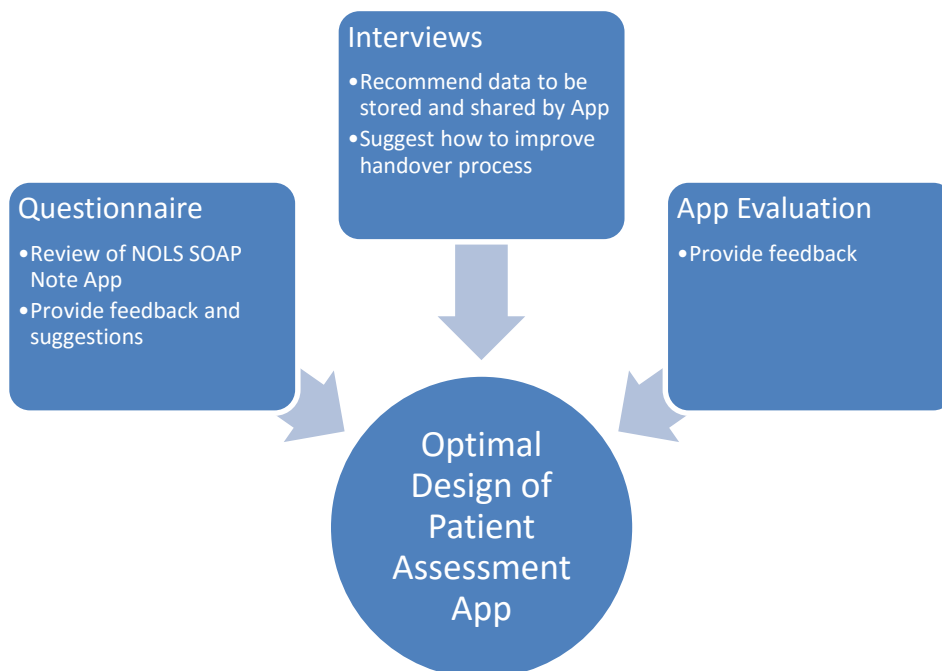 Interviews
•Recommend data to be
stored and shared by App
•Suggest how to improve
handover process
Questionnaire
•Review of NOLS SOAP
Note App
•Provide feedback and
suggestions
App Evaluation
•Provide feedback
Optimal
Design of
Patient
Assessment
App